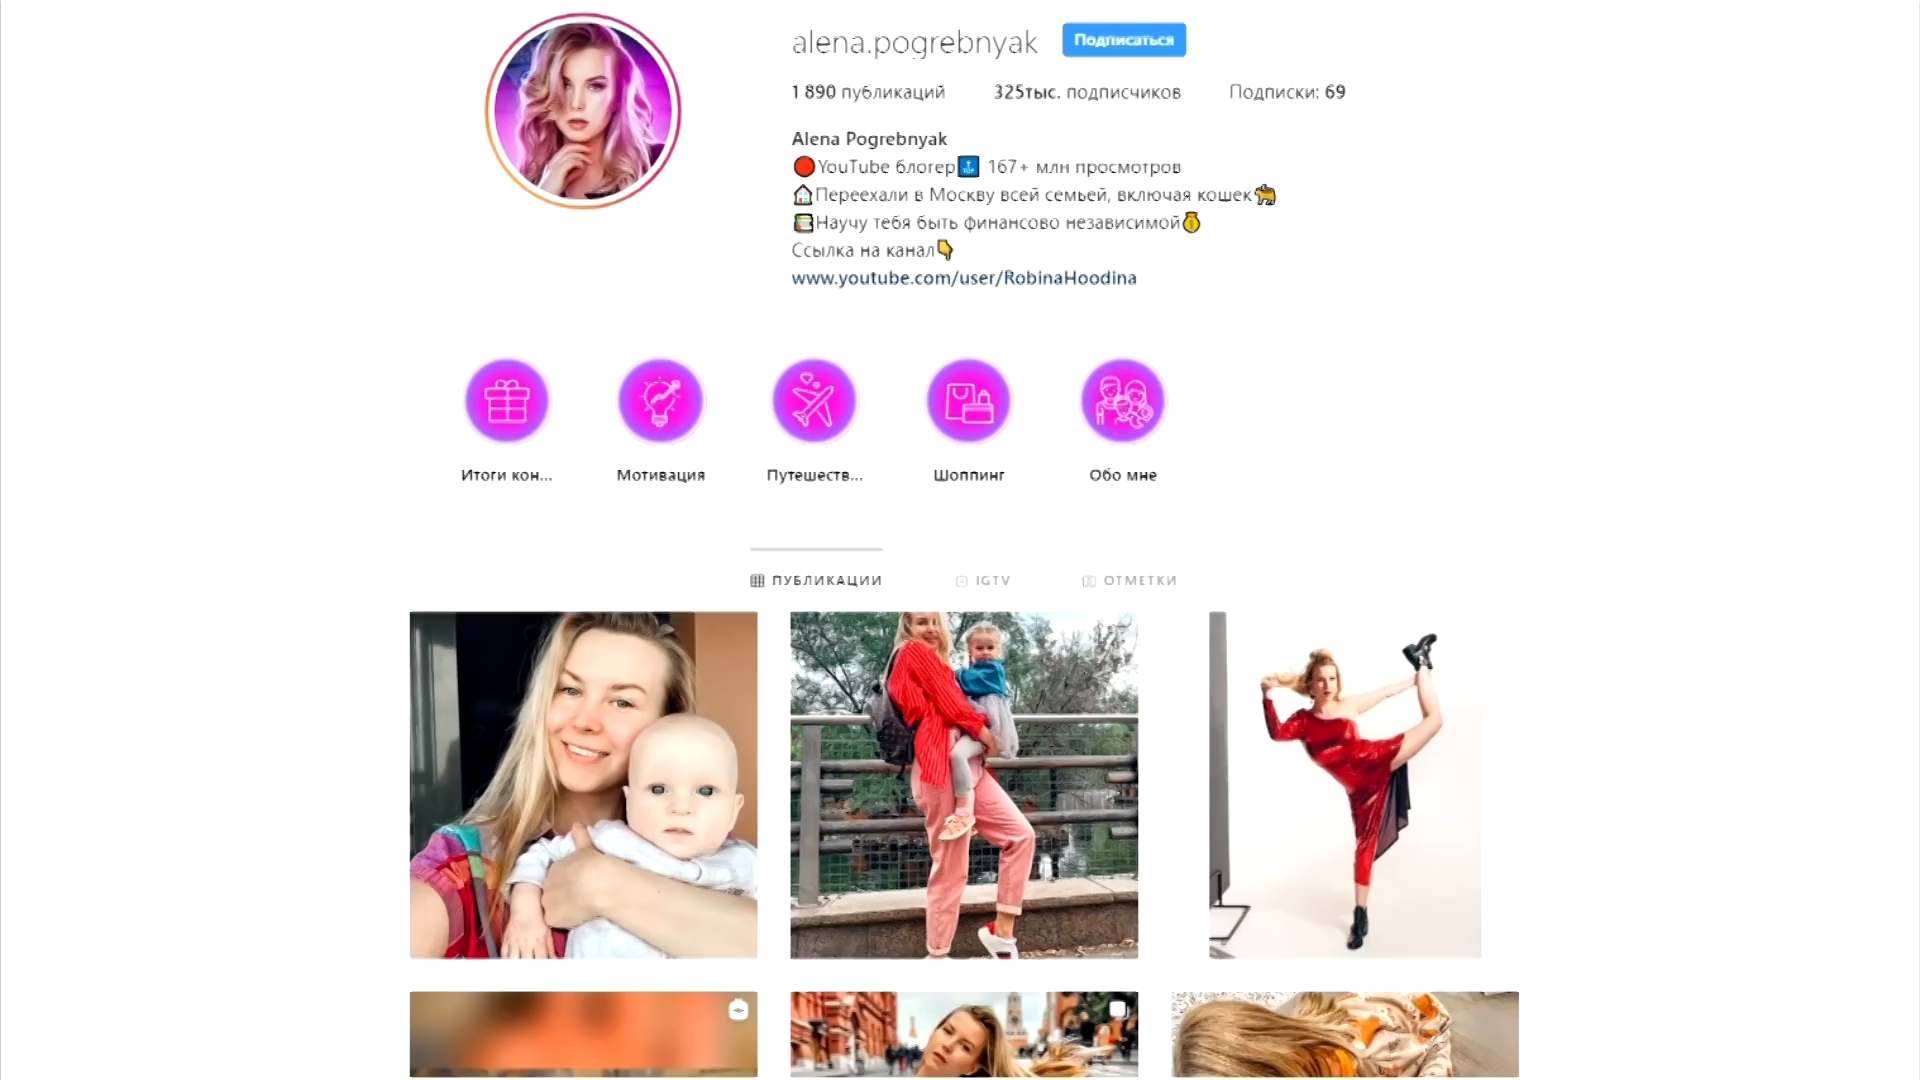 alena.pogrebnyak Подписаться
1 890 публикаций 325тыс. подписчиков Подписки: 69
Alena Pogrebnyak
🔴YouTube блогер🔝 167+ млн просмотров
🏠Переехали в Москву всей семьей, включая кошек🐅
📚Научу тебя быть финансово независимой💰
Ссылка на канал👇
www.youtube.com/user/RobinaHoodina
Итоги кон... Мотивация Путешеств... Шоппинг Обо мне
ПУБЛИКАЦИИ IGTV ОТМЕТКИ